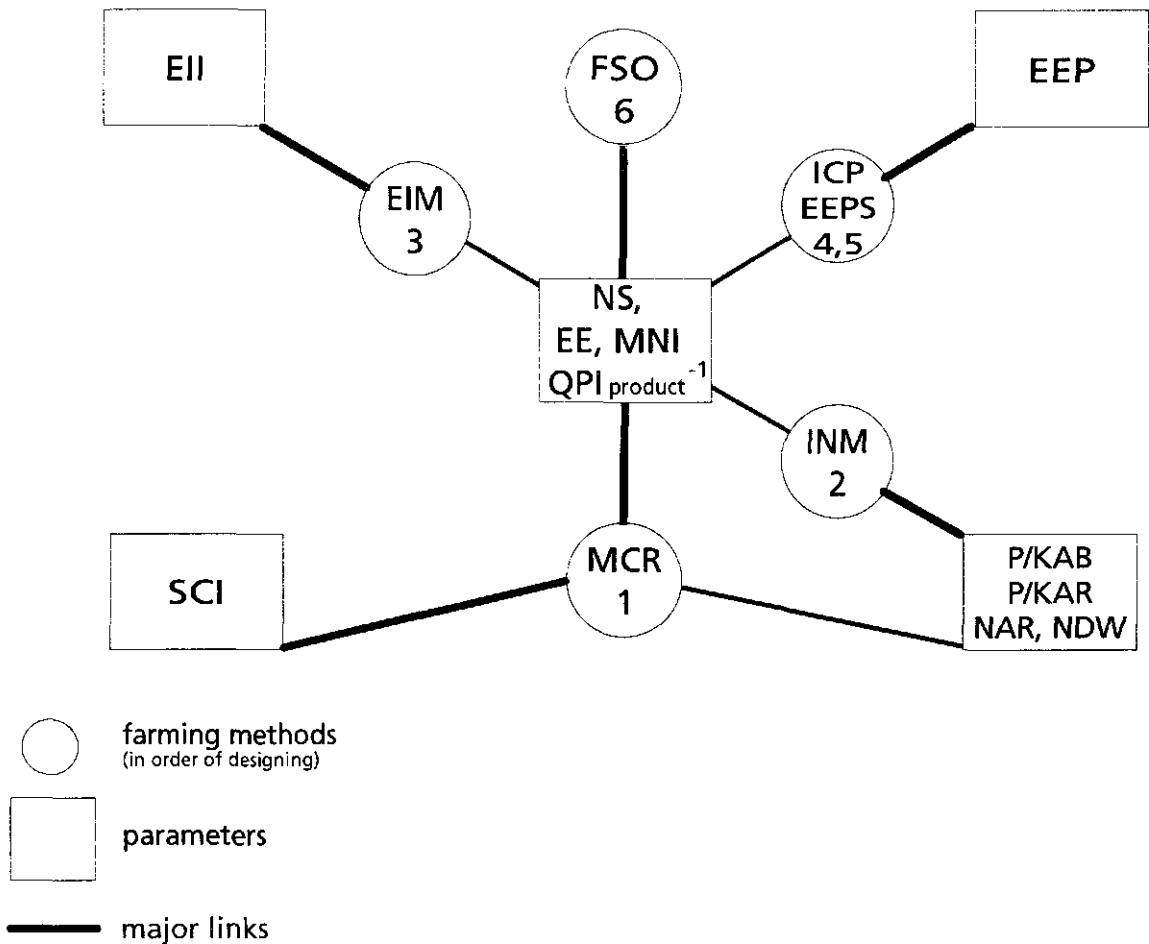 EII
FSO
6
EEP
EIM
3
ICP
EEPS
4,5
NS,
EE, MNI
QPI product⁻¹
INM
2
SCI
MCR
1
P/KAB
P/KAR
NAR, NDW
farming methods
(in order of designing)
parameters
major links